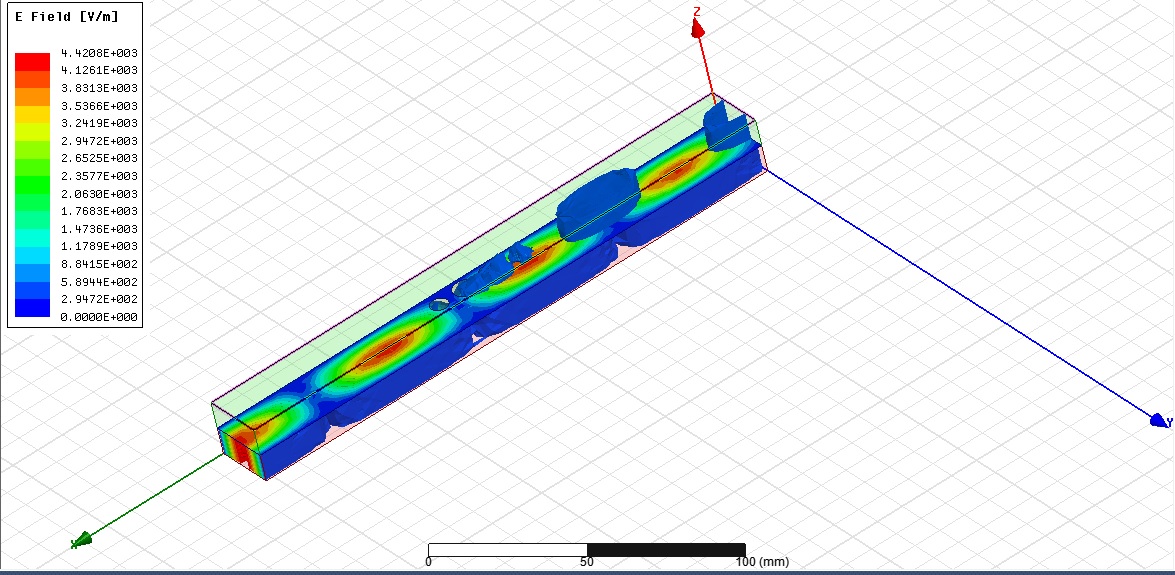 E Field [V/m]
4.4208E+003
4.1261E+003
3.8313E+003
3.5366E+003
3.2419E+003
2.9472E+003
2.6525E+003
2.3577E+003
2.0630E+003
1.7683E+003
1.4736E+003
1.1789E+003
8.8415E+002
5.8944E+002
2.9472E+002
0.0000E+000
Z
Y
X
0 50 100 (mm)